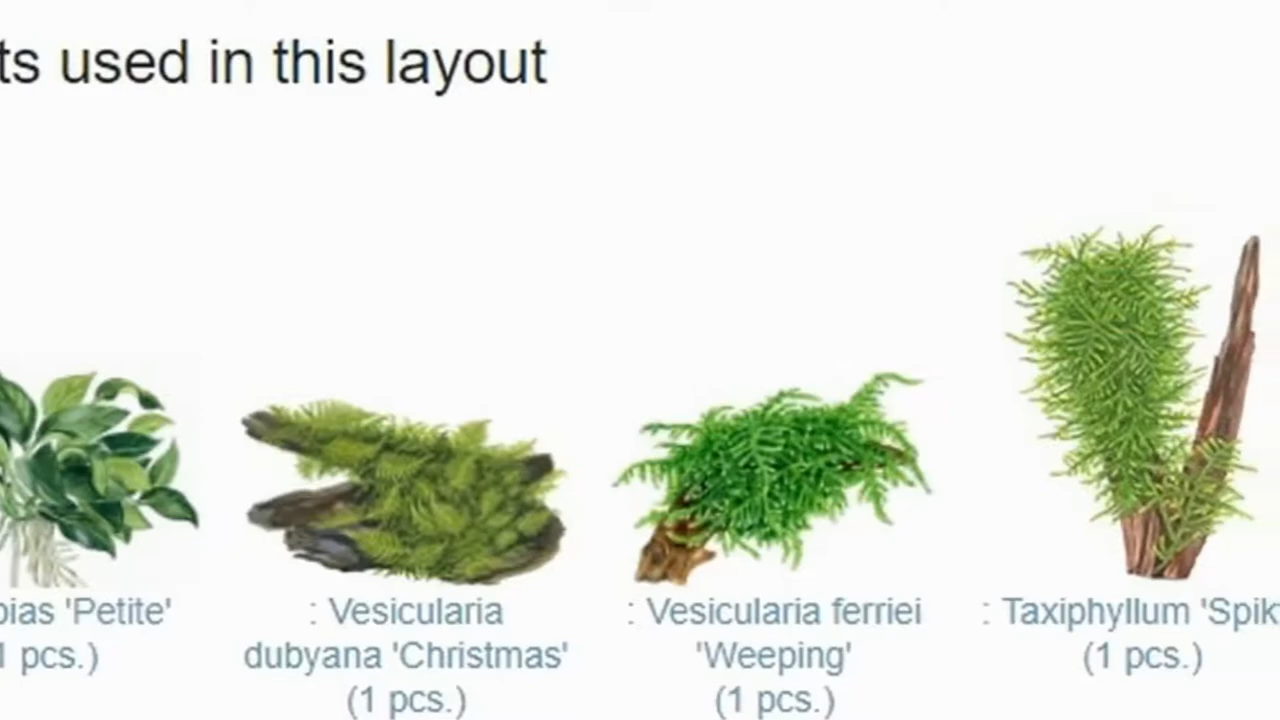 ts used in this layout
bias 'Petite'
1 pcs.)
: Vesicularia
dubyana 'Christmas'
(1 pcs.)
: Vesicularia ferriei
'Weeping'
(1 pcs.)
: Taxiphyllum 'Spik
(1 pcs.)